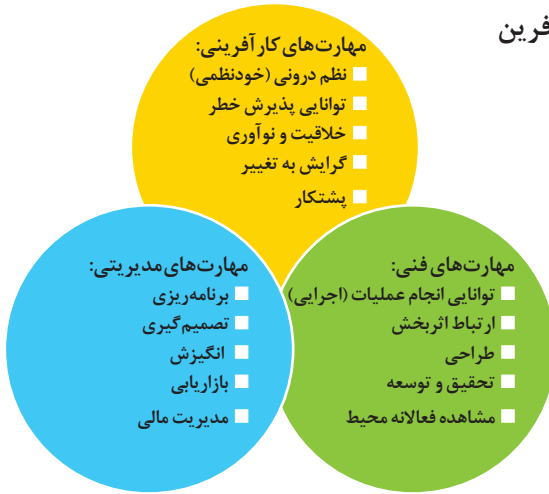 فرین
مهارت‌های کارآفرینی:
نظم درونی (خودنظمی)
توانایی پذیرش خطر
خلاقیت و نوآوری
گرایش به تغییر
پشتکار
مهارت‌های فنی:
توانایی انجام عملیات (اجرایی)
ارتباط اثربخش
طراحی
تحقیق و توسعه
مشاهده فعالانه محیط
مهارت‌های مدیریتی:
برنامه‌ریزی
تصمیم‌گیری
انگیزش
بازاریابی
مدیریت مالی